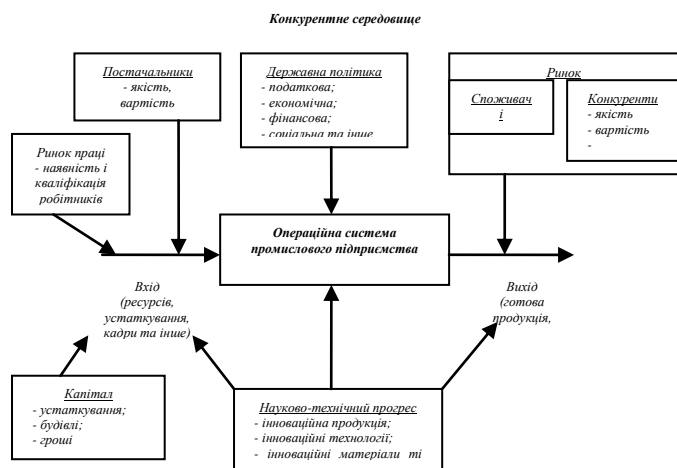 Конкурентне середовище
Постачальники
- якість,
вартість
Державна політика
- податкова;
- економічна;
- фінансова;
- соціальна та інше
Ринок
Споживач
і
Конкуренти
- якість
- вартість
-
Ринок праці
- наявність і
кваліфікація
робітників
Операційна система
промислового підприємства
Вхід
(ресурсів,
устаткування,
кадри та інше)
Вихід
(готова
продукція,
Капітал
- устаткування;
- будівлі;
- гроші
Науково-технічний прогрес
- інноваційна продукція;
- інноваційні технології;
- інноваційні матеріали ті